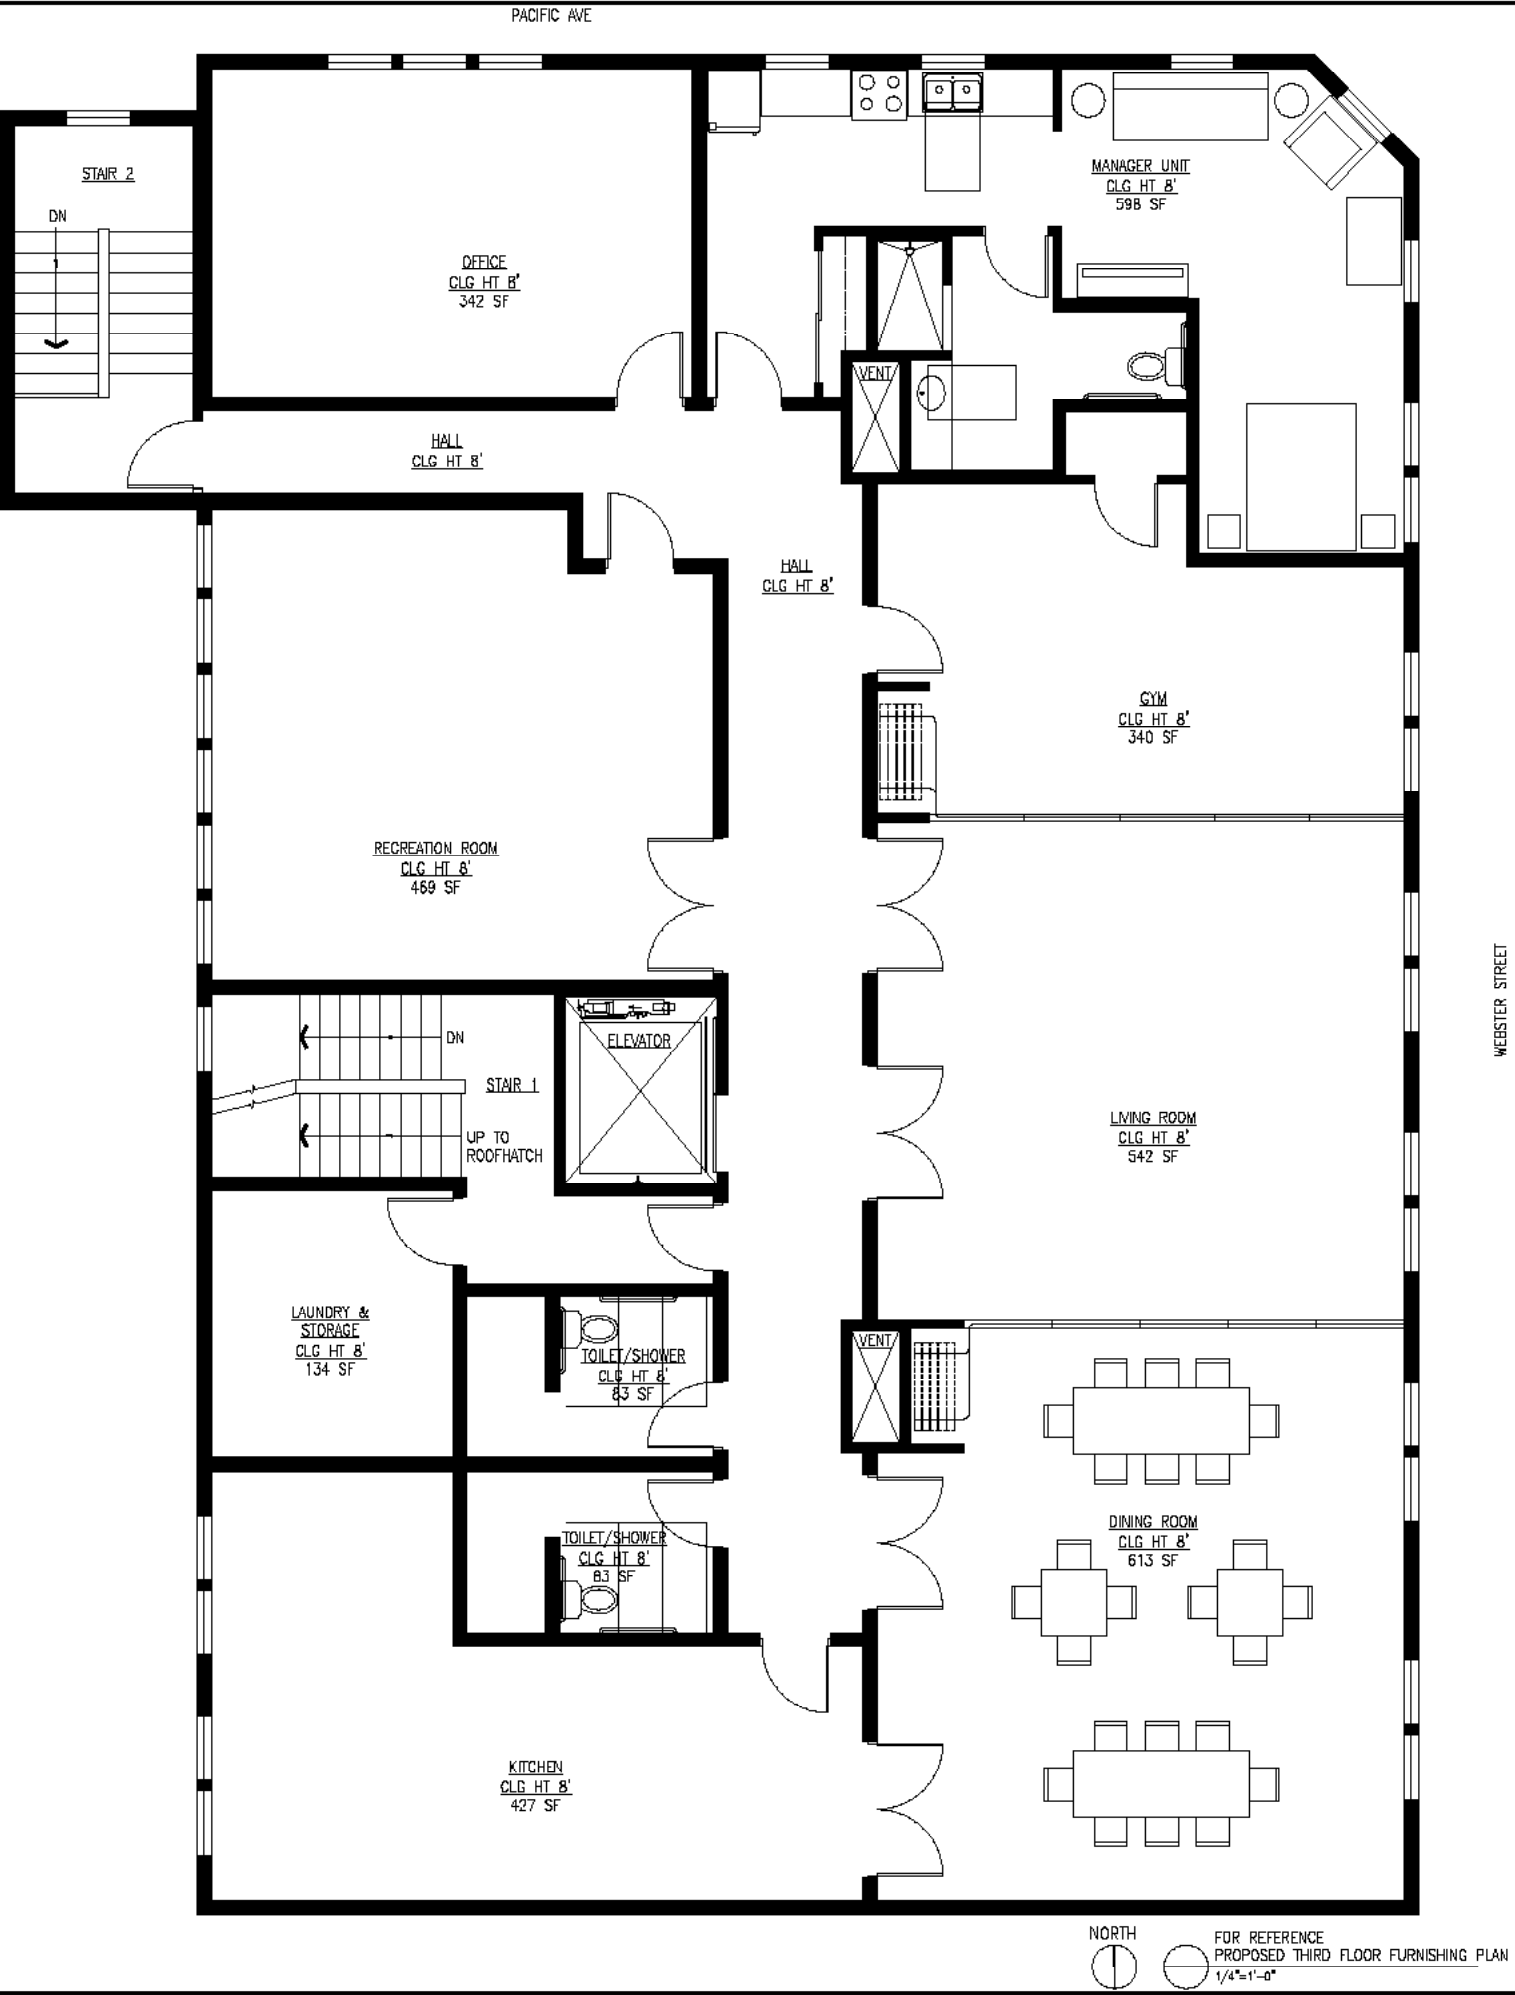 PACIFIC AVE
STAIR 2
DN
OFFICE
CLG HT 8'
342 SF
MANAGER UNIT
CLG HT 8'
598 SF
VENT
HALL
CLG HT 8'
HALL
CLG HT 8'
GYM
CLG HT 8'
340 SF
RECREATION ROOM
CLG HT 8'
469 SF
WEBSTER STREET
ELEVATOR
DN
STAIR 1
UP TO
ROOFHATCH
LIVING ROOM
CLG HT 8'
542 SF
LAUNDRY &
STORAGE
CLG HT 8'
134 SF
TOILET/SHOWER
CLG HT 8'
83 SF
VENT
DINING ROOM
CLG HT 8'
613 SF
TOILET/SHOWER
CLG HT 8'
83 SF
KITCHEN
CLG HT 8'
427 SF
NORTH
FOR REFERENCE
PROPOSED THIRD FLOOR FURNISHING PLAN
1/4"=1'-0"